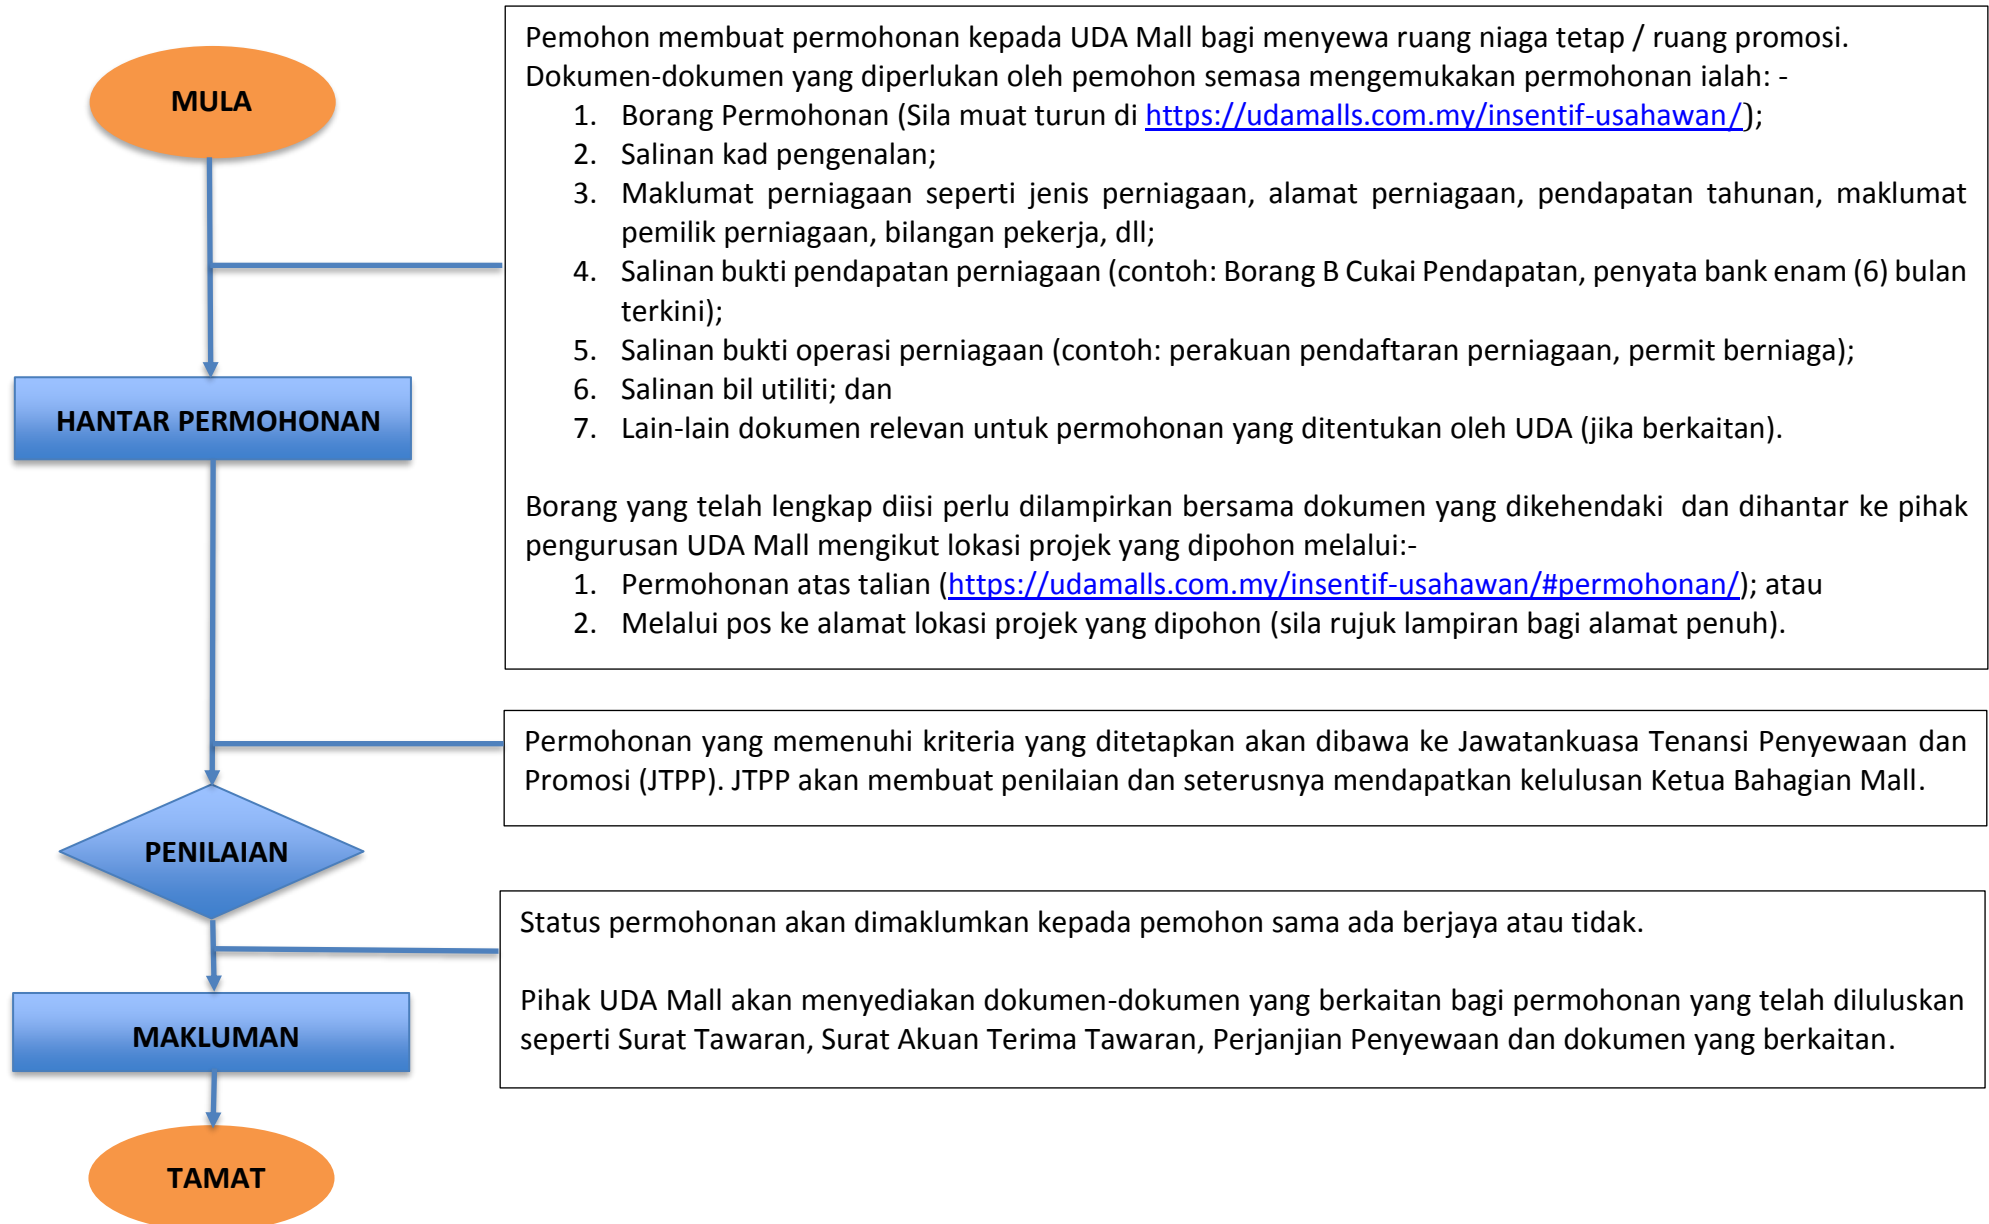 MULA
Pemohon membuat permohonan kepada UDA Mall bagi menyewa ruang niaga tetap / ruang promosi.
Dokumen-dokumen yang diperlukan oleh pemohon semasa mengemukakan permohonan ialah: -
1. Borang Permohonan (Sila muat turun di https://udamalls.com.my/insentif-usahawan/);
2. Salinan kad pengenalan;
3. Maklumat perniagaan seperti jenis perniagaan, alamat perniagaan, pendapatan tahunan, maklumat
pemilik perniagaan, bilangan pekerja, dll;
4. Salinan bukti pendapatan perniagaan (contoh: Borang B Cukai Pendapatan, penyata bank enam (6) bulan
terkini);
5. Salinan bukti operasi perniagaan (contoh: perakuan pendaftaran perniagaan, permit berniaga);
6. Salinan bil utiliti; dan
7. Lain-lain dokumen relevan untuk permohonan yang ditentukan oleh UDA (jika berkaitan).
Borang yang telah lengkap diisi perlu dilampirkan bersama dokumen yang dikehendaki dan dihantar ke pihak
pengurusan UDA Mall mengikut lokasi projek yang dipohon melalui:-
1. Permohonan atas talian (https://udamalls.com.my/insentif-usahawan/#permohonan/); atau
2. Melalui pos ke alamat lokasi projek yang dipohon (sila rujuk lampiran bagi alamat penuh).
HANTAR PERMOHONAN
Permohonan yang memenuhi kriteria yang ditetapkan akan dibawa ke Jawatankuasa Tenansi Penyewaan dan
Promosi (JTPP). JTPP akan membuat penilaian dan seterusnya mendapatkan kelulusan Ketua Bahagian Mall.
PENILAIAN
Status permohonan akan dimaklumkan kepada pemohon sama ada berjaya atau tidak.
Pihak UDA Mall akan menyediakan dokumen-dokumen yang berkaitan bagi permohonan yang telah diluluskan
seperti Surat Tawaran, Surat Akuan Terima Tawaran, Perjanjian Penyewaan dan dokumen yang berkaitan.
MAKLUMAN
TAMAT